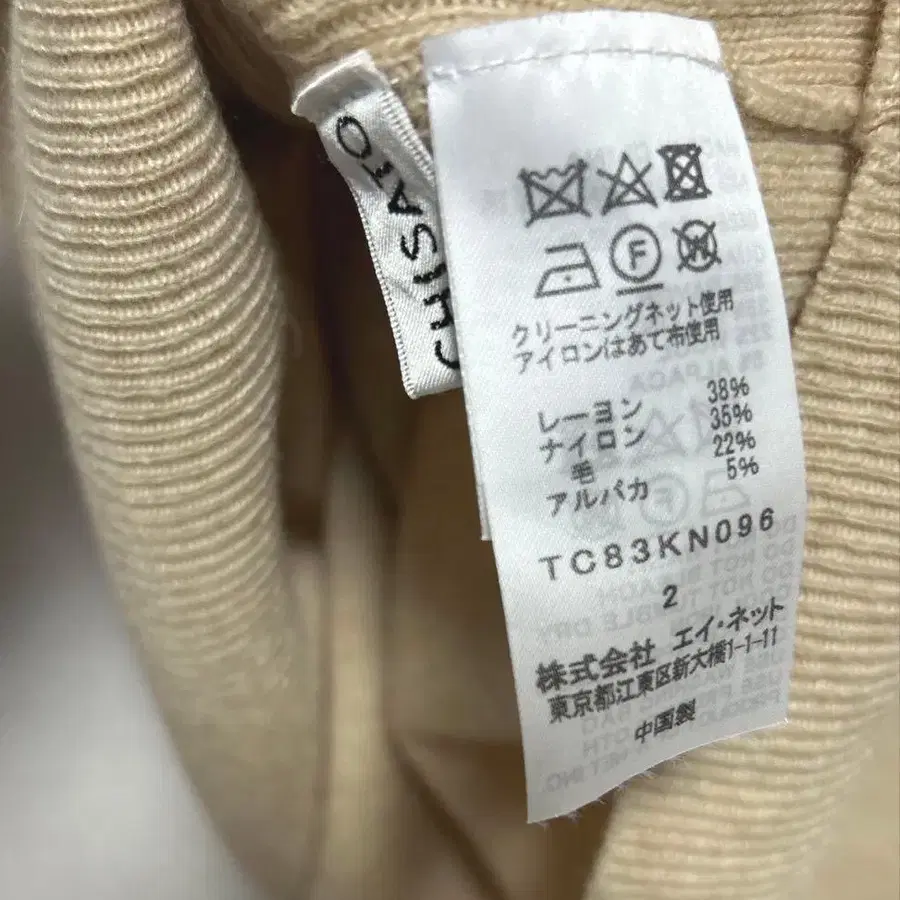 CHISATO
F
W
クリーニングネット使用
アイロンはあて布使用
レーヨン 38%
ナイロン 35%
毛 22%
アルパカ 5%
TC83KN096
2
株式会社 エイ・ネット
東京都江東区新大橋1-1-11
中国製